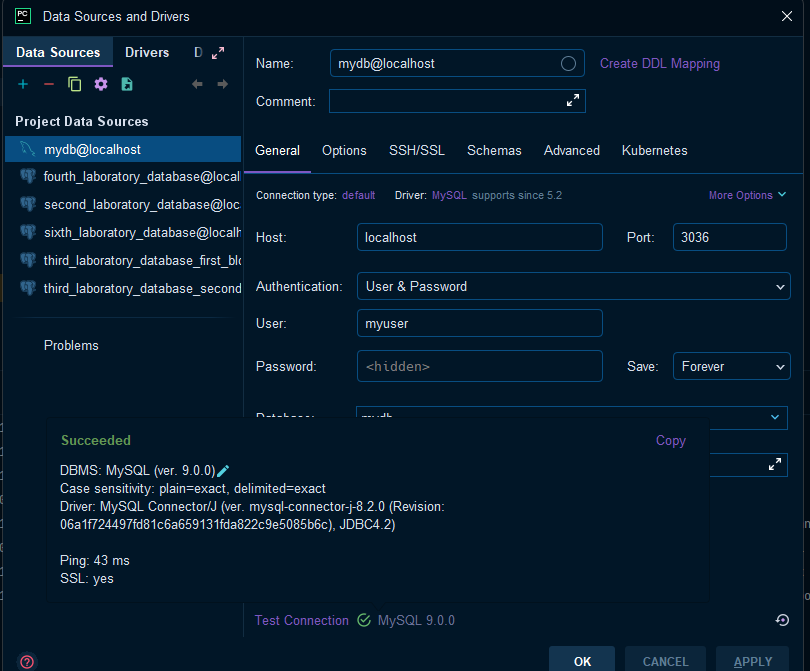 PC
Data Sources and Drivers
Data Sources
Drivers
D
Name:
mydb@localhost
Create DDL Mapping
Comment:
Project Data Sources
mydb@localhost
fourth_laboratory_database@local
second_laboratory_database@loc
sixth_laboratory_database@localh
third_laboratory_database_first_blo
third_laboratory_database_second
Problems
General
Options
SSH/SSL
Schemas
Advanced
Kubernetes
Connection type: default
Driver: MySQL supports since 5.2
More Options
Host:
localhost
Port:
3036
Authentication:
User & Password
User:
myuser
Password:
<hidden>
Save:
Forever
Database:
mydb
Succeeded
Copy
DBMS: MySQL (ver. 9.0.0)
Case sensitivity: plain=exact, delimited=exact
Driver: MySQL Connector/J (ver. mysql-connector-j-8.2.0 (Revision:
06a1f724497fd81c6a659131fda822c9e5085b6c), JDBC4.2)
Ping: 43 ms
SSL: yes
Test Connection
MySQL 9.0.0
?
OK
CANCEL
APPLY